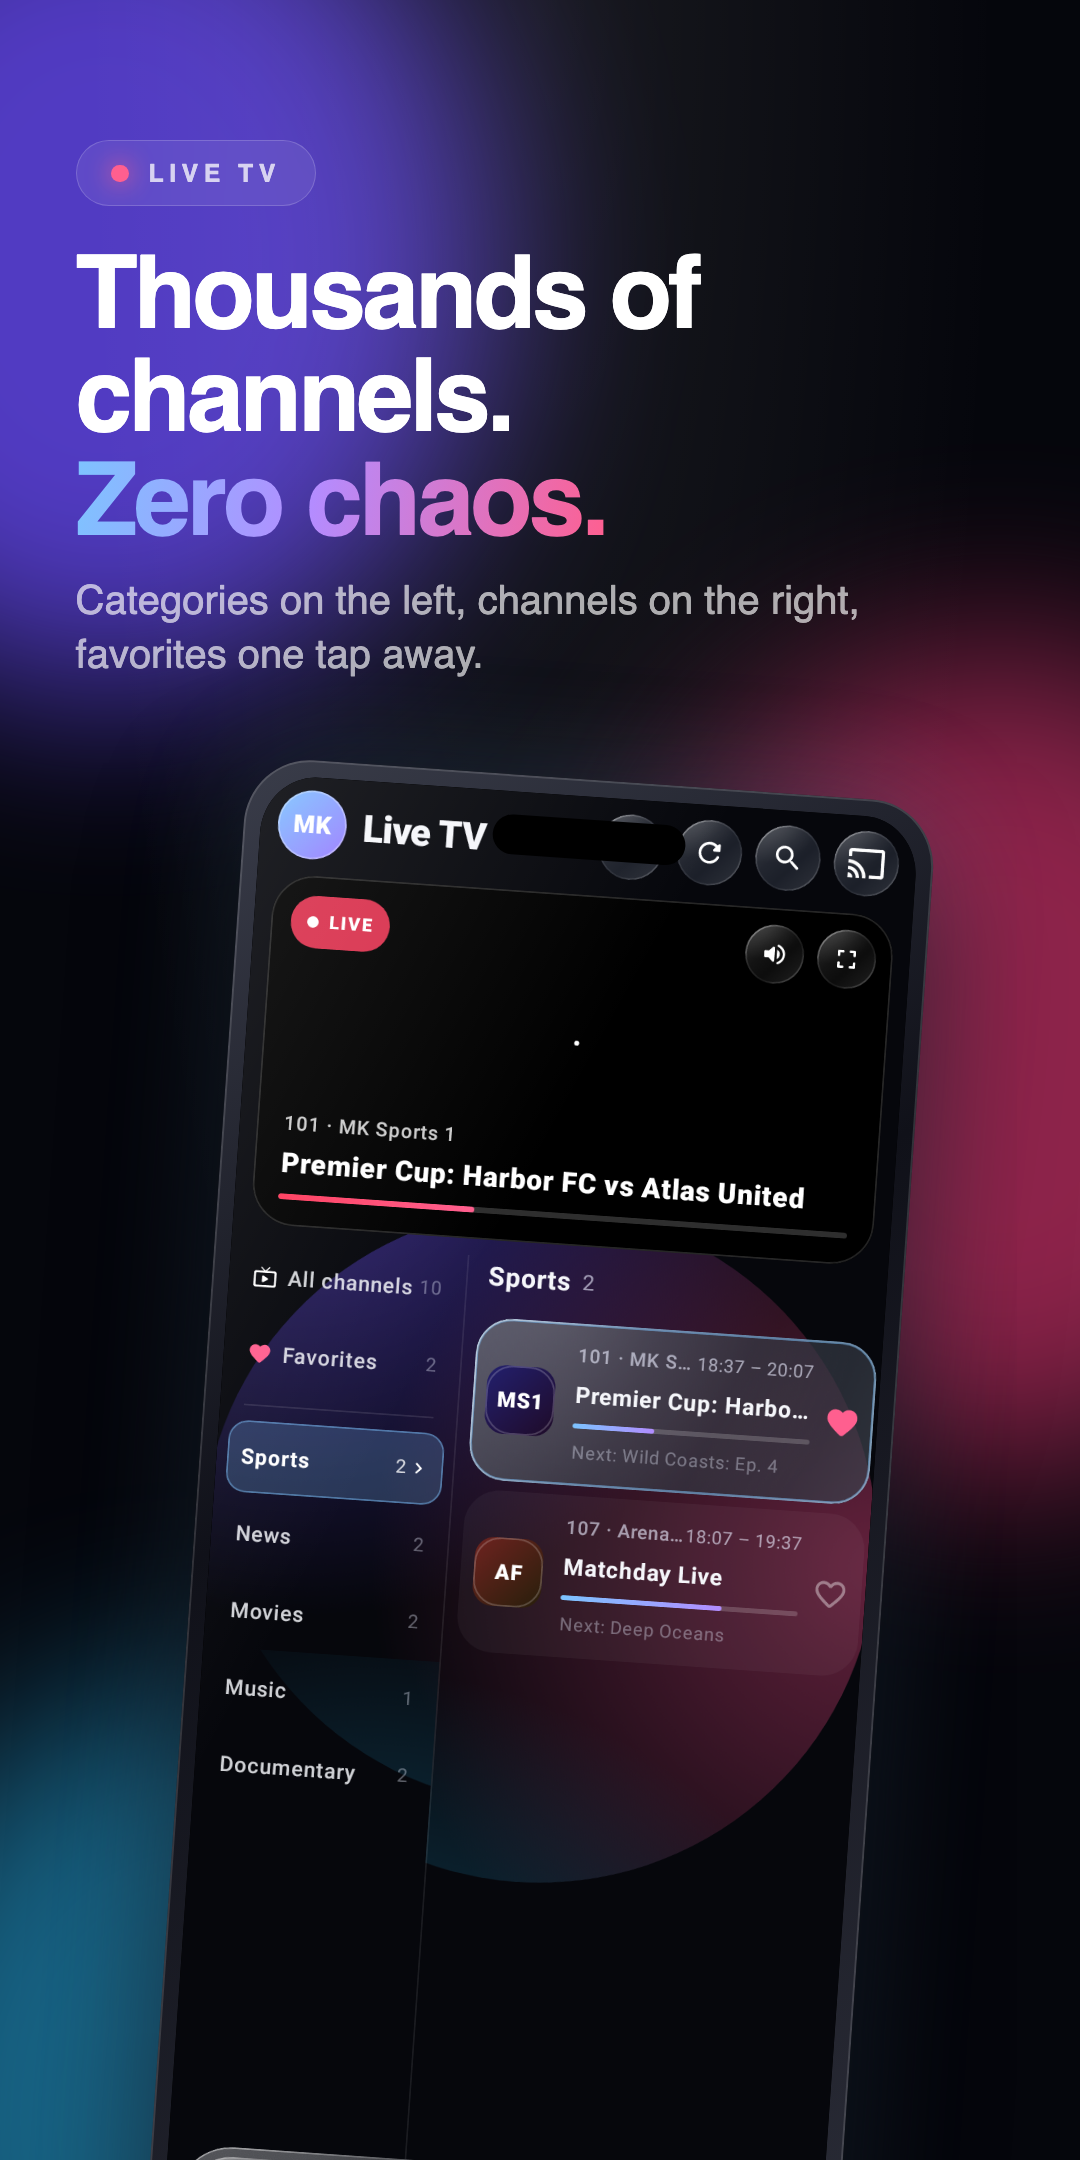 LIVE TV
Thousands of
channels.
Zero chaos.
Categories on the left, channels on the right,
favorites one tap away.
MK
Live TV
LIVE
101 · MK Sports 1
Premier Cup: Harbor FC vs Atlas United
All channels 10
Favorites 2
Sports 2
News 2
Movies 2
Music 1
Documentary 2
Sports 2
MS1
101 · MK S... 18:37 – 20:07
Premier Cup: Harbo...
Next: Wild Coasts: Ep. 4
AF
107 · Arena... 18:07 – 19:37
Matchday Live
Next: Deep Oceans